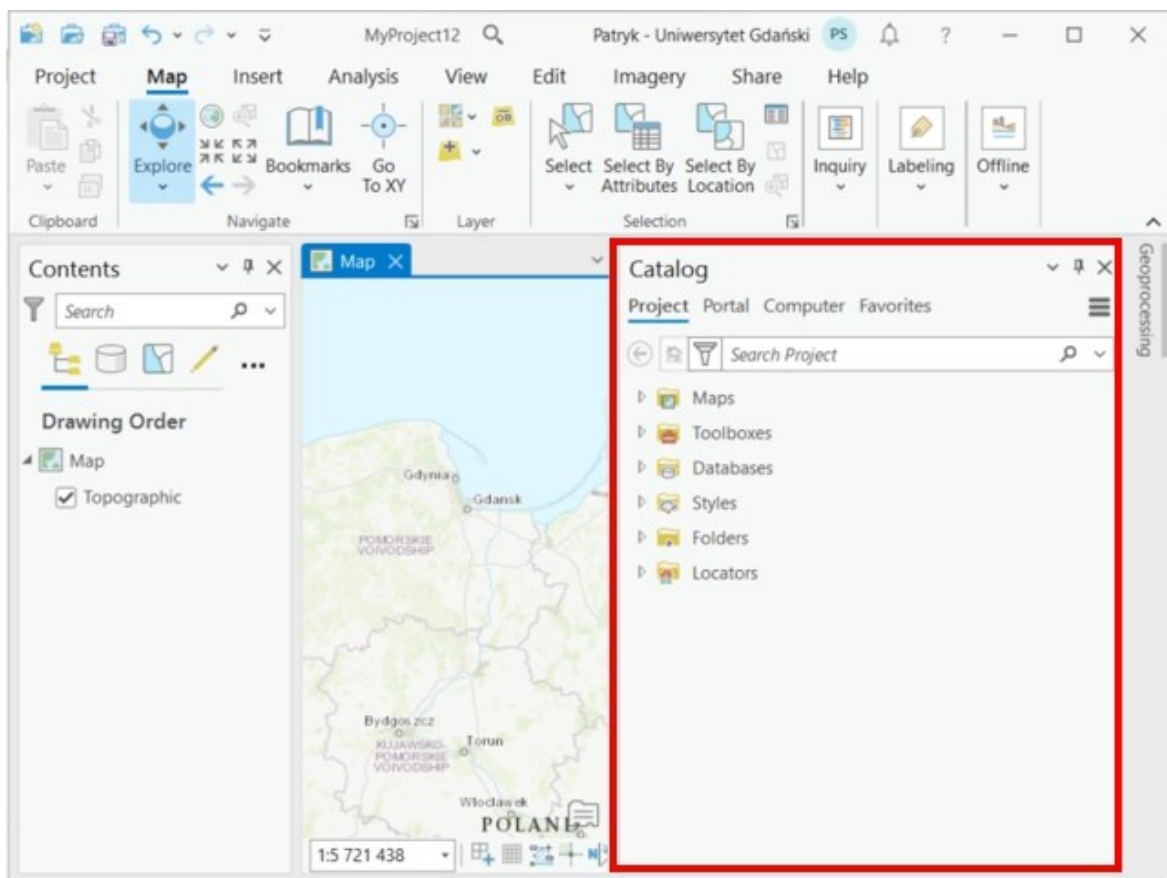 MyProject12
Patryk - Uniwersytet Gdański PS ?
Project Map Insert Analysis View Edit Imagery Share Help
Paste
Explore
Bookmarks
Go
To XY
Select
Select By
Attributes
Select By
Location
Inquiry
Labeling
Offline
Clipboard
Navigate
Layer
Selection
Contents
Search
Drawing Order
Map
Topographic
Map
Gdynia
Gdansk
POMORSKIE
VOIVODSHIP
Bydgoszcz
KUJAWSKO-
POMORSKIE
VOIVODSHIP
Torun
Wloclawek
POLAND
1:5 721 438
Catalog
Project Portal Computer Favorites
Search Project
Maps
Toolboxes
Databases
Styles
Folders
Locators
Geoprocessing